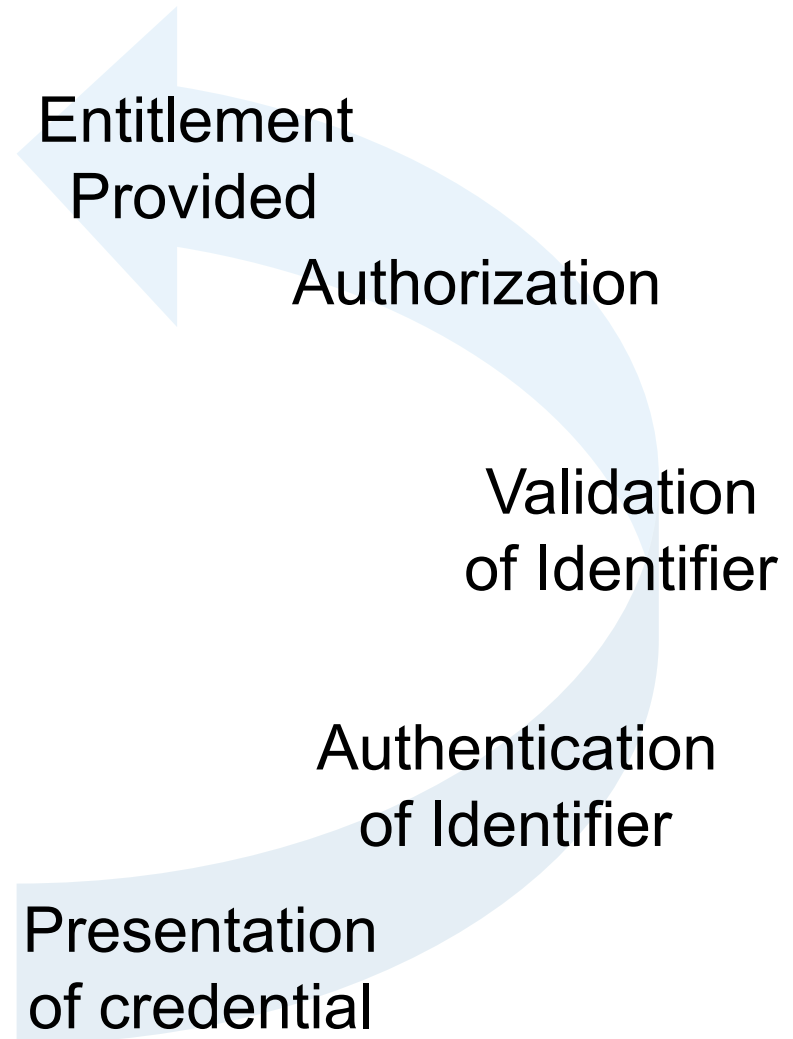 Entitlement
Provided
Authorization
Validation
of Identifier
Authentication
of Identifier
Presentation
of credential